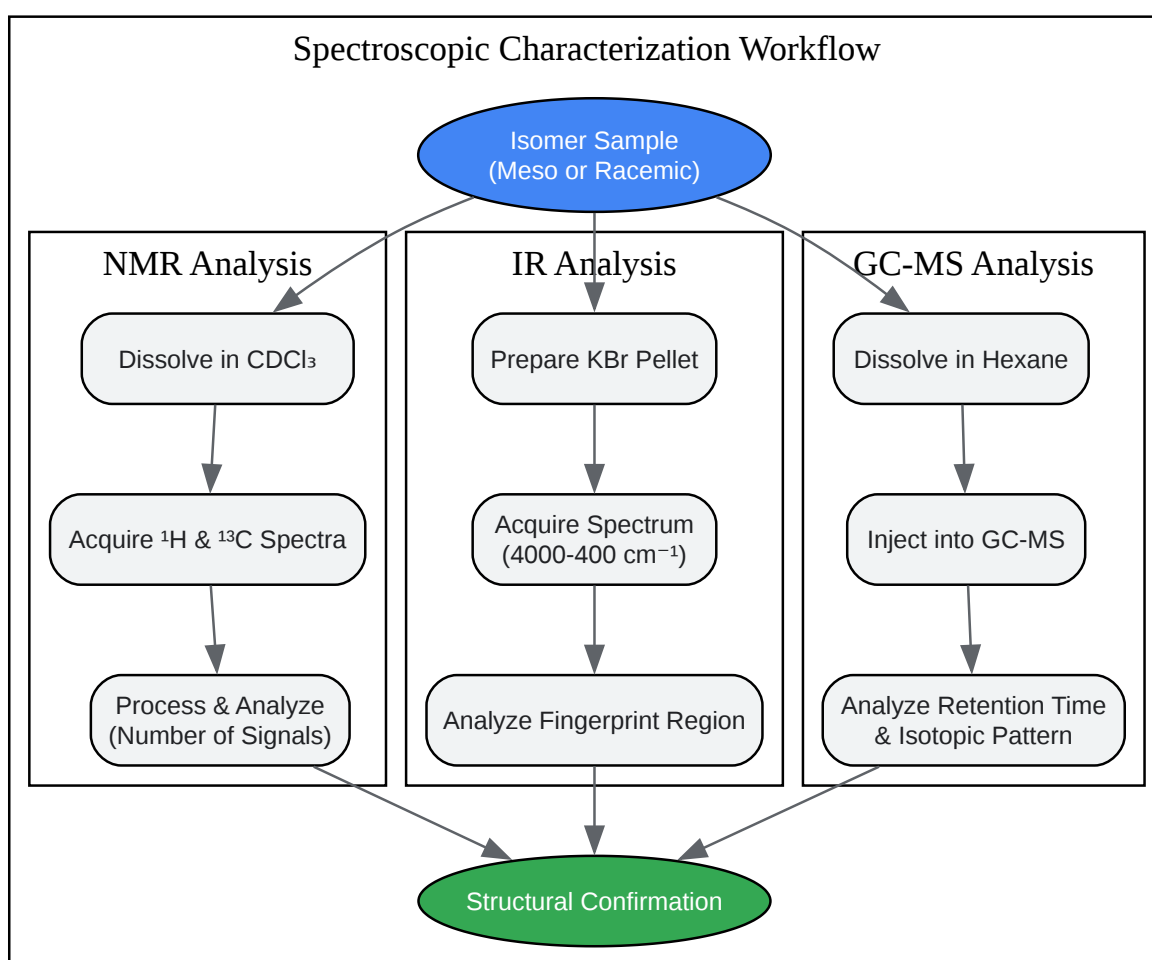 Spectroscopic Characterization Workflow
Isomer Sample
(Meso or Racemic)
NMR Analysis
Dissolve in CDCl₃
Acquire ¹H & ¹³C Spectra
Process & Analyze
(Number of Signals)
IR Analysis
Prepare KBr Pellet
Acquire Spectrum
(4000-400 cm⁻¹)
Analyze Fingerprint Region
GC-MS Analysis
Dissolve in Hexane
Inject into GC-MS
Analyze Retention Time
& Isotopic Pattern
Structural Confirmation